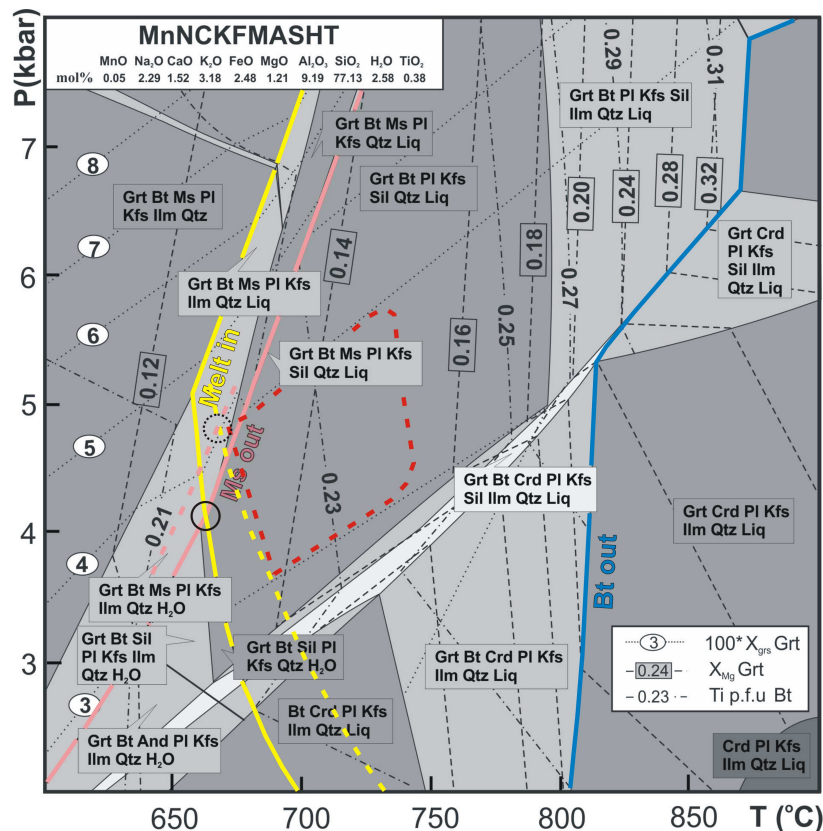 MnNCKFMASHT
MnO Na₂O CaO K₂O FeO MgO Al₂O₃ SiO₂ H₂O TiO₂
mol% 0.05 2.29 1.52 3.18 2.48 1.21 9.19 77.13 2.58 0.38
P(kbar)
7
6
5
4
3
8
7
6
5
4
3
Grt Bt Ms Pl
Kfs Qtz Liq
Grt Bt Pl Kfs Sil
Ilm Qtz Liq
0.29
0.31
Grt Bt Pl Kfs
Sil Qtz Liq
Grt Bt Ms Pl
Kfs Ilm Qtz
0.20
0.24
0.28
0.32
0.14
0.18
Grt Crd
Pl Kfs
Sil Ilm
Qtz Liq
Grt Bt Ms Pl Kfs
Ilm Qtz Liq
0.27
0.25
0.16
0.12
Melt in
Grt Bt Ms Pl Kfs
Sil Qtz Liq
Ms out
0.21
0.23
Grt Bt Crd Pl Kfs
Sil Ilm Qtz Liq
Grt Crd Pl Kfs
Ilm Qtz Liq
Bt out
Grt Bt Ms Pl Kfs
Ilm Qtz H₂O
Grt Bt Sil
Pl Kfs Ilm
Qtz H₂O
Grt Bt Sil Pl
Kfs Qtz H₂O
Grt Bt Crd Pl Kfs
Ilm Qtz Liq
Bt Crd Pl Kfs
Ilm Qtz Liq
Grt Bt And Pl Kfs
Ilm Qtz H₂O
3 100* Xgrs Grt
0.24 XMg Grt
0.23 Ti p.f.u Bt
Crd Pl Kfs
Ilm Qtz Liq
650 700 750 800 850 T (°C)